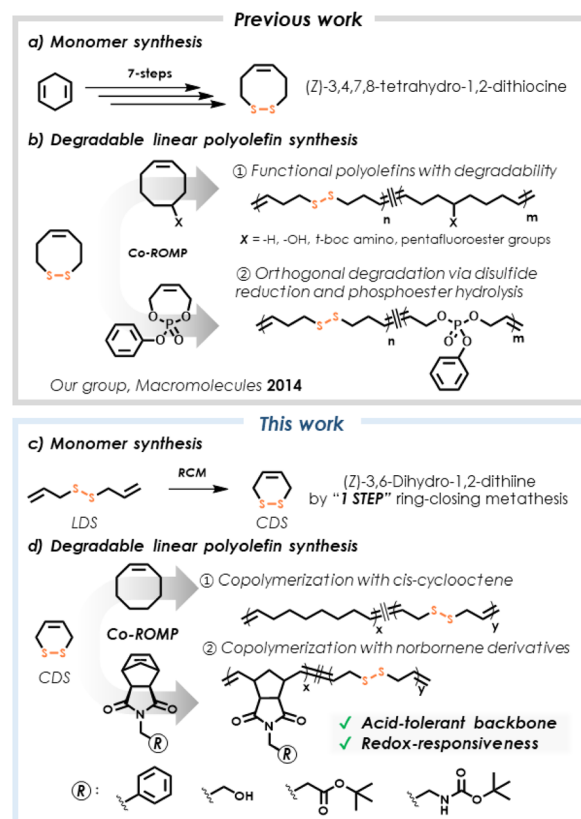 Previous work
a) Monomer synthesis
7-steps
S-S
(Z)-3,4,7,8-tetrahydro-1,2-dithiocine
b) Degradable linear polyolefin synthesis
① Functional polyolefins with degradability
X
S-S
n
X
m
X = -H, -OH, t-boc amino, pentafluoroester groups
S-S
Co-ROMP
② Orthogonal degradation via disulfide
reduction and phosphoester hydrolysis
O O
P
O O
S-S
n
O O
P
O O
m
Our group, Macromolecules 2014
This work
c) Monomer synthesis
S-S
LDS
RCM
S-S
CDS
(Z)-3,6-Dihydro-1,2-dithiine
by “1 STEP” ring-closing metathesis
d) Degradable linear polyolefin synthesis
① Copolymerization with cis-cyclooctene
x
S-S
y
S-S
CDS
Co-ROMP
② Copolymerization with norbornene derivatives
O N O
R
x
S-S
y
O N O
R
✓ Acid-tolerant backbone
✓ Redox-responsiveness
R :
OH
O
O
N
H
O
O